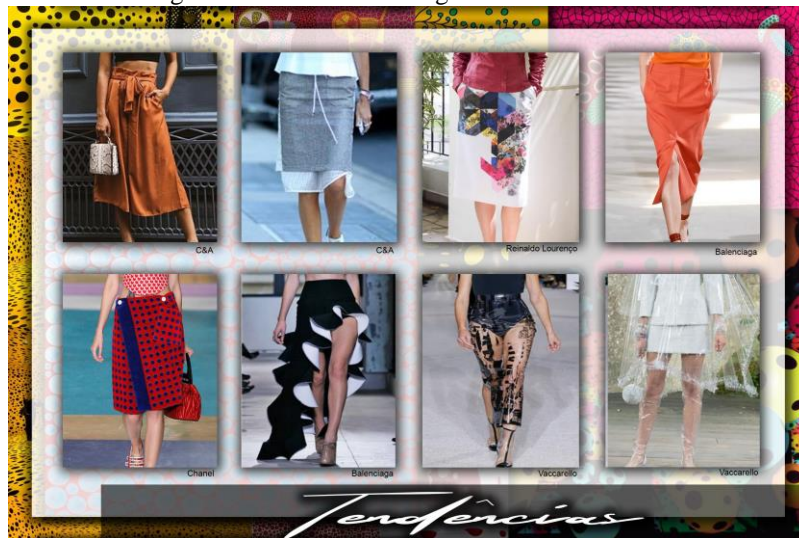 C&A
C&A
Reinaldo Lourenço
Balenciaga
Chanel
Balenciaga
Vaccarello
Vaccarello
Tendências